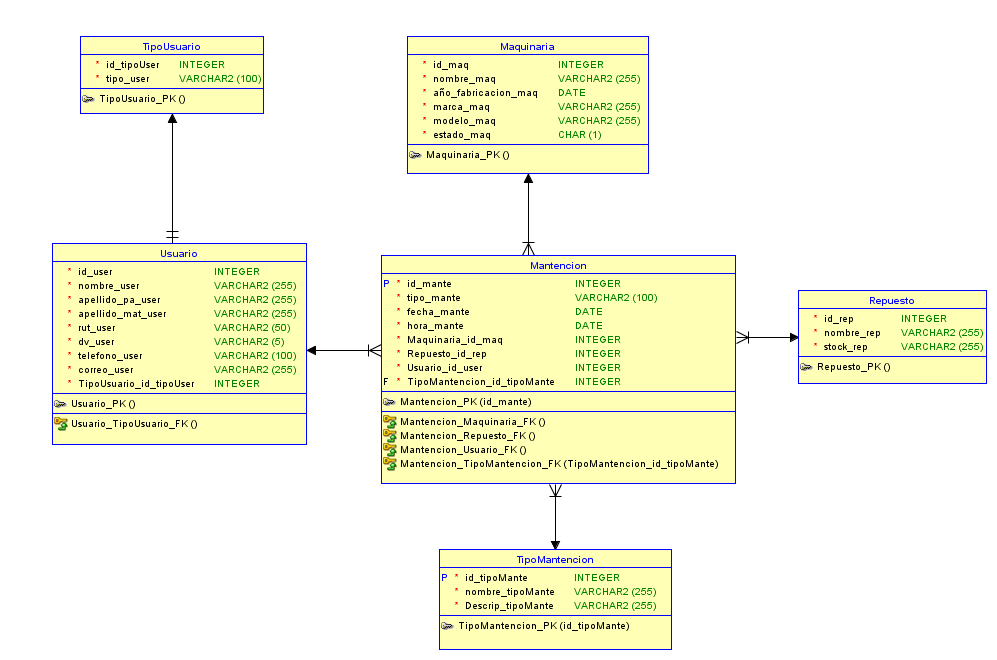 TipoUsuario
* id_tipoUser INTEGER
* tipo_user VARCHAR2 (100)
TipoUsuario_PK ()
Maquinaria
* id_maq INTEGER
* nombre_maq VARCHAR2 (255)
* año_fabricacion_maq DATE
* marca_maq VARCHAR2 (255)
* modelo_maq VARCHAR2 (255)
* estado_maq CHAR (1)
Maquinaria_PK ()
Usuario
* id_user INTEGER
* nombre_user VARCHAR2 (255)
* apellido_pa_user VARCHAR2 (255)
* apellido_mat_user VARCHAR2 (255)
* rut_user VARCHAR2 (50)
* dv_user VARCHAR2 (5)
* telefono_user VARCHAR2 (100)
* correo_user VARCHAR2 (255)
* TipoUsuario_id_tipoUser INTEGER
Usuario_PK ()
Usuario_TipoUsuario_FK ()
Mantencion
P * id_mante INTEGER
* tipo_mante VARCHAR2 (100)
* fecha_mante DATE
* hora_mante DATE
* Maquinaria_id_maq INTEGER
* Repuesto_id_rep INTEGER
* Usuario_id_user INTEGER
F * TipoMantencion_id_tipoMante INTEGER
Mantencion_PK (id_mante)
Mantencion_Maquinaria_FK ()
Mantencion_Repuesto_FK ()
Mantencion_Usuario_FK ()
Mantencion_TipoMantencion_FK (TipoMantencion_id_tipoMante)
Repuesto
* id_rep INTEGER
* nombre_rep VARCHAR2 (255)
* stock_rep VARCHAR2 (255)
Repuesto_PK ()
TipoMantencion
P * id_tipoMante INTEGER
* nombre_tipoMante VARCHAR2 (255)
* Descrip_tipoMante VARCHAR2 (255)
TipoMantencion_PK (id_tipoMante)